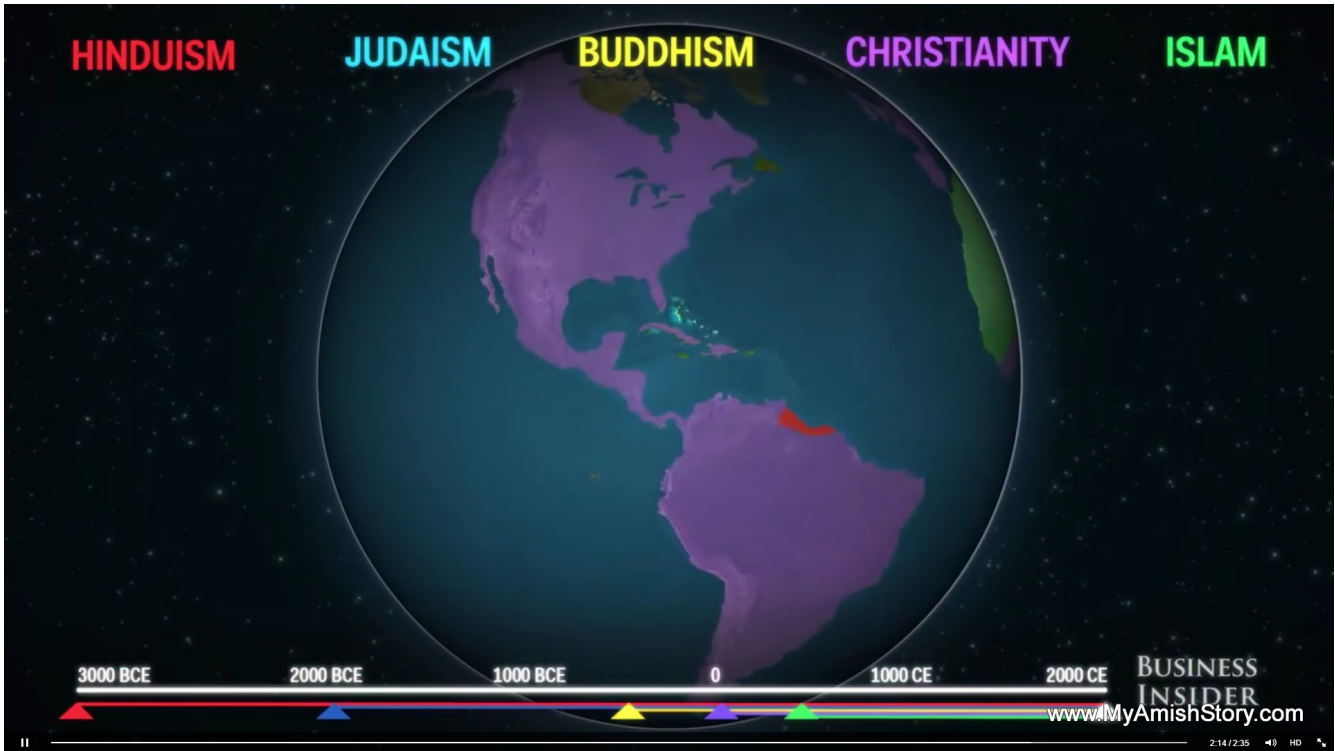 HINDUISM
JUDAISM
BUDDHISM
CHRISTIANITY
ISLAM
3000 BCE
2000 BCE
1000 BCE
0
1000 CE
2000 CE
BUSINESS
INSIDER
www.MyAmishStory.com
2:14 / 2:35
HD